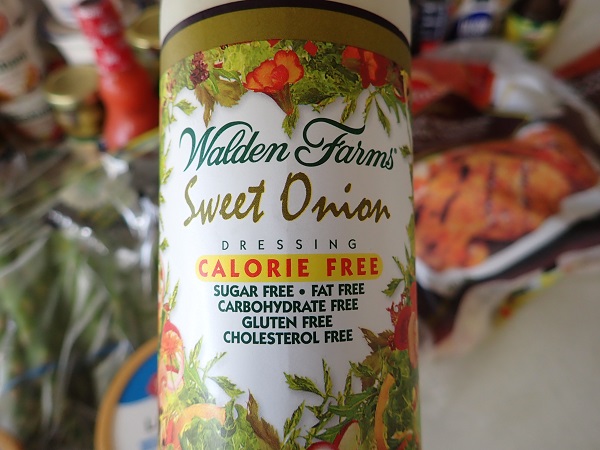 Walden Farms®
Sweet Onion
DRESSING
CALORIE FREE
SUGAR FREE • FAT FREE
CARBOHYDRATE FREE
GLUTEN FREE
CHOLESTEROL FREE